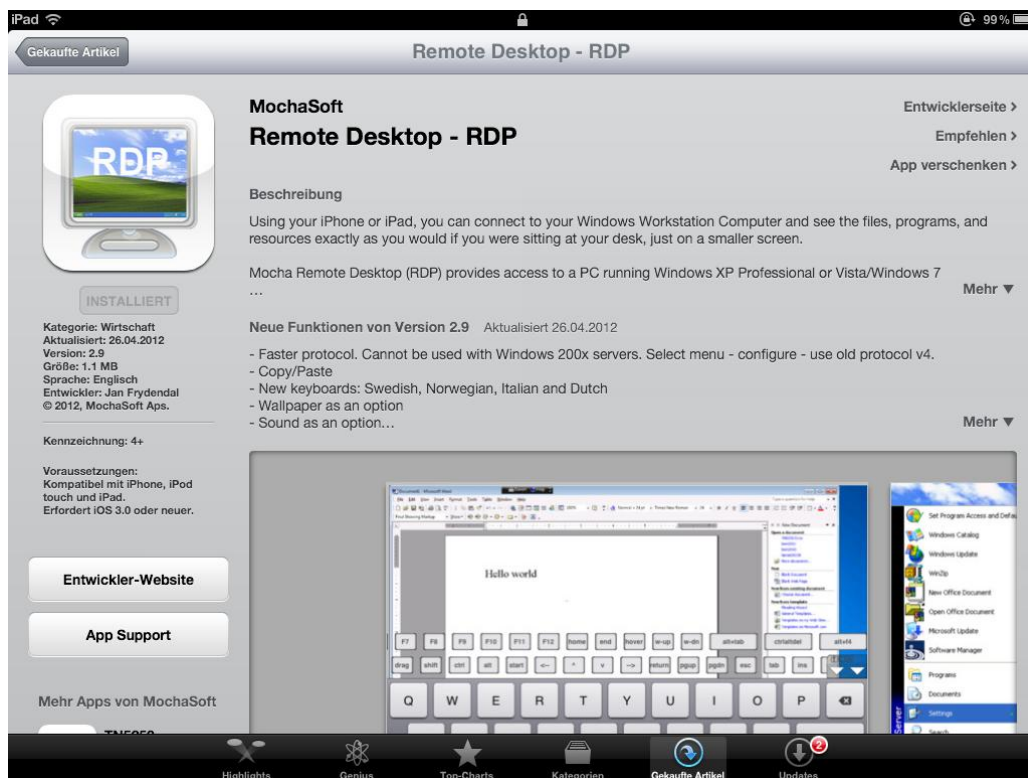 iPad
99%
Gekaufte Artikel
Remote Desktop - RDP
RDP
INSTALLIERT
Kategorie: Wirtschaft
Aktualisiert: 26.04.2012
Version: 2.9
Größe: 1.1 MB
Sprache: Englisch
Entwickler: Jan Frydendal
© 2012, MochaSoft Aps.
Kennzeichnung: 4+
Voraussetzungen:
Kompatibel mit iPhone, iPod
touch und iPad.
Erfordert iOS 3.0 oder neuer.
Entwickler-Website
App Support
Mehr Apps von MochaSoft
MochaSoft
Remote Desktop - RDP
Entwicklerseite >
Empfehlen >
App verschenken >
Beschreibung
Using your iPhone or iPad, you can connect to your Windows Workstation Computer and see the files, programs, and
resources exactly as you would if you were sitting at your desk, just on a smaller screen.
Mocha Remote Desktop (RDP) provides access to a PC running Windows XP Professional or Vista/Windows 7
...
Mehr ▼
Neue Funktionen von Version 2.9 Aktualisiert 26.04.2012
- Faster protocol. Cannot be used with Windows 200x servers. Select menu - configure - use old protocol v4.
- Copy/Paste
- New keyboards: Swedish, Norwegian, Italian and Dutch
- Wallpaper as an option
- Sound as an option...
Mehr ▼
Hello world
F7 F8 F9 F10 F11 F12 home end hover w-up w-dn alt+tab ctrlaltdel alt+f4
drag shift ctrl alt start <-- ^ v --> return pgup pgdn esc tab ins
Q W E R T Y U I O P
Set Program Access and Defau
Windows Catalog
Windows Update
WinZip
New Office Document
Open Office Document
Microsoft Update
Software Manager
Programs
Documents
Settings
Search
Server
Highlights
Genius
Top-Charts
Kategorien
Gekaufte Artikel
2
Updates